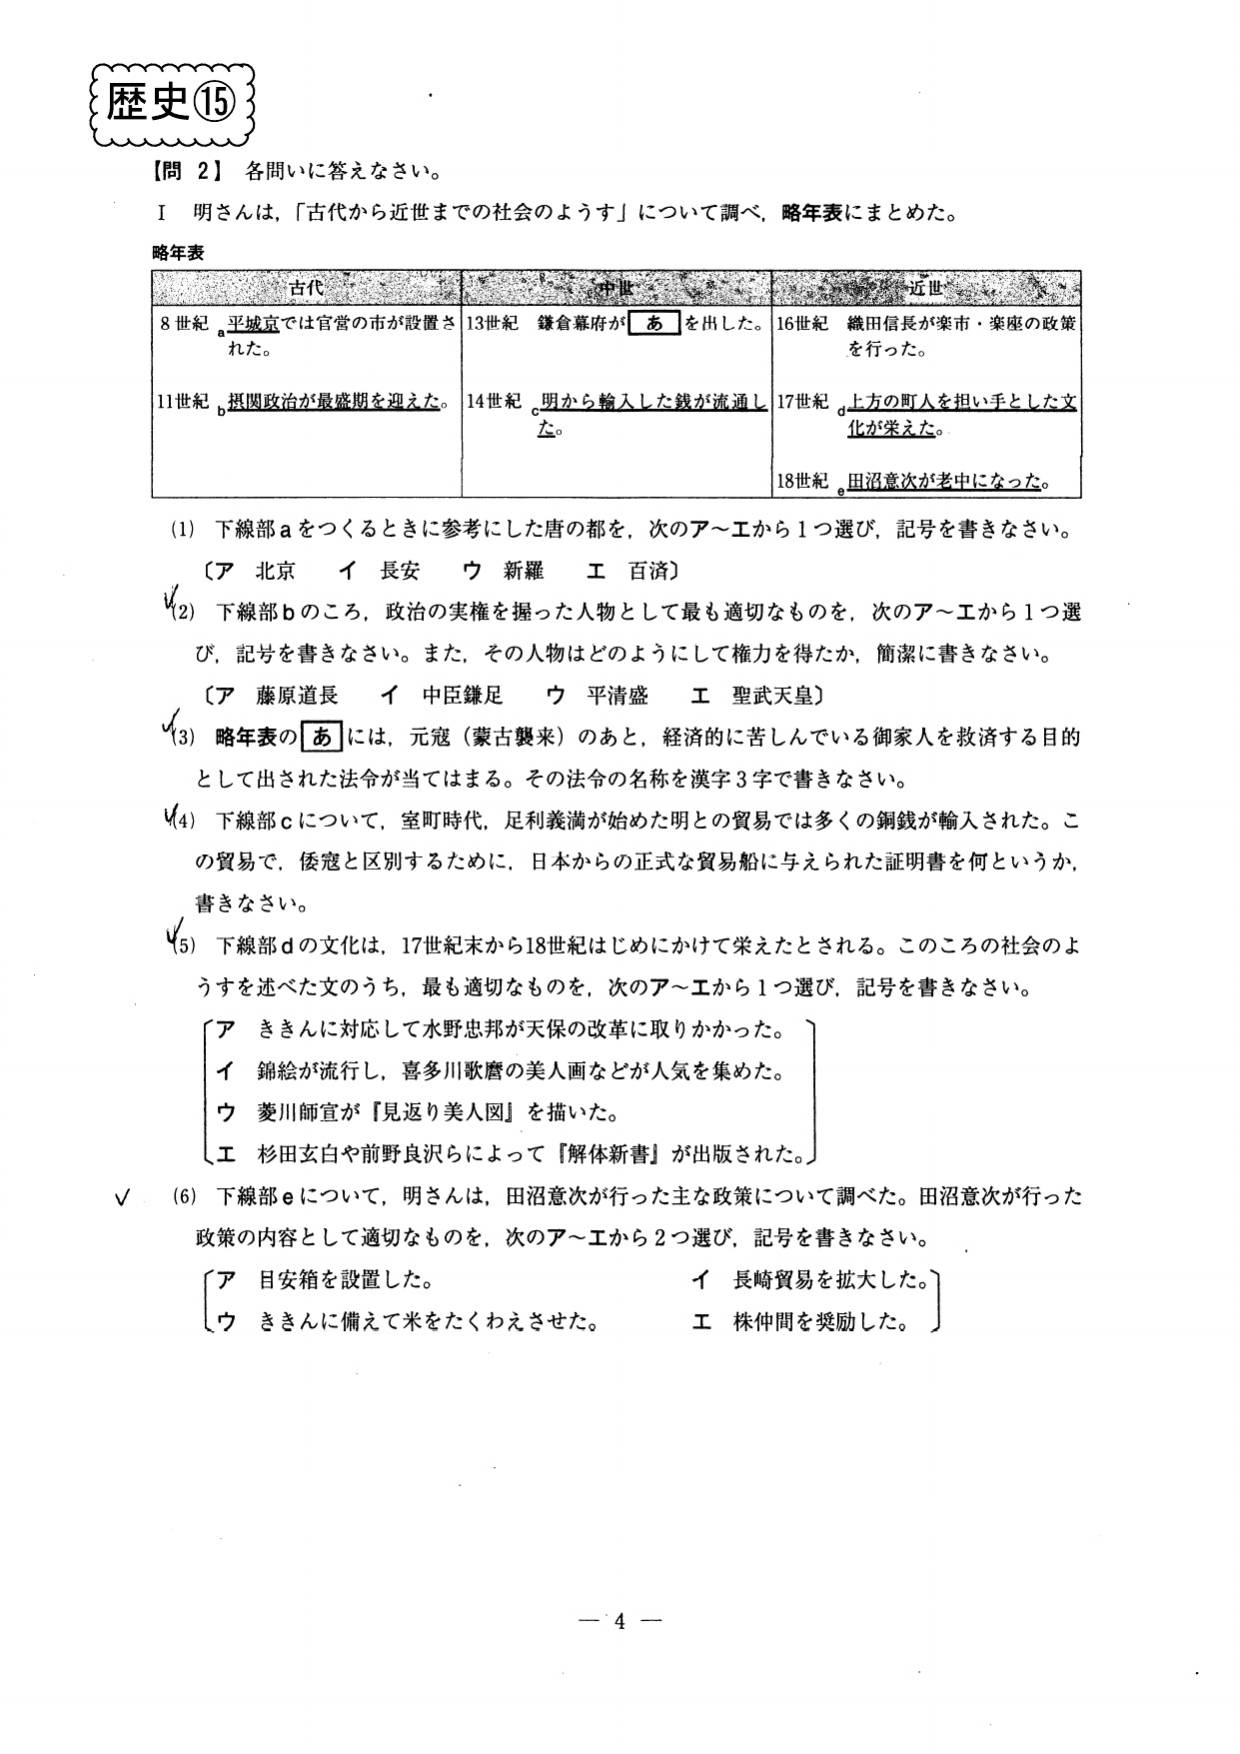 歴史⑮
【問 2】 各問いに答えなさい。
Ⅰ 明さんは，「古代から近世までの社会のようす」について調べ，略年表にまとめた。
略年表
古代 中世 近世
8世紀 a平城京では官営の市が設置された。
11世紀 b摂関政治が最盛期を迎えた。
13世紀 鎌倉幕府が あ を出した。
14世紀 c明から輸入した銭が流通した。
16世紀 織田信長が楽市・楽座の政策を行った。
17世紀 d上方の町人を担い手とした文化が栄えた。
18世紀 e田沼意次が老中になった。
(1) 下線部aをつくるときに参考にした唐の都を，次のア〜エから1つ選び，記号を書きなさい。
〔ア 北京 イ 長安 ウ 新羅 エ 百済〕
(2) 下線部bのころ，政治の実権を握った人物として最も適切なものを，次のア〜エから1つ選
び，記号を書きなさい。また，その人物はどのようにして権力を得たか，簡潔に書きなさい。
〔ア 藤原道長 イ 中臣鎌足 ウ 平清盛 エ 聖武天皇〕
(3) 略年表の あ には，元寇（蒙古襲来）のあと，経済的に苦しんでいる御家人を救済する目的
として出された法令が当てはまる。その法令の名称を漢字3字で書きなさい。
(4) 下線部cについて，室町時代，足利義満が始めた明との貿易では多くの銅銭が輸入された。こ
の貿易で，倭寇と区別するために，日本からの正式な貿易船に与えられた証明書を何というか，
書きなさい。
(5) 下線部dの文化は，17世紀末から18世紀はじめにかけて栄えたとされる。このころの社会のよ
うすを述べた文のうち，最も適切なものを，次のア〜エから1つ選び，記号を書きなさい。
ア ききんに対応して水野忠邦が天保の改革に取りかかった。
イ 錦絵が流行し，喜多川歌麿の美人画などが人気を集めた。
ウ 菱川師宣が『見返り美人図』を描いた。
エ 杉田玄白や前野良沢らによって『解体新書』が出版された。
(6) 下線部eについて，明さんは，田沼意次が行った主な政策について調べた。田沼意次が行った
政策の内容として適切なものを，次のア〜エから2つ選び，記号を書きなさい。
ア 目安箱を設置した。 イ 長崎貿易を拡大した。
ウ ききんに備えて米をたくわえさせた。 エ 株仲間を奨励した。
— 4 —